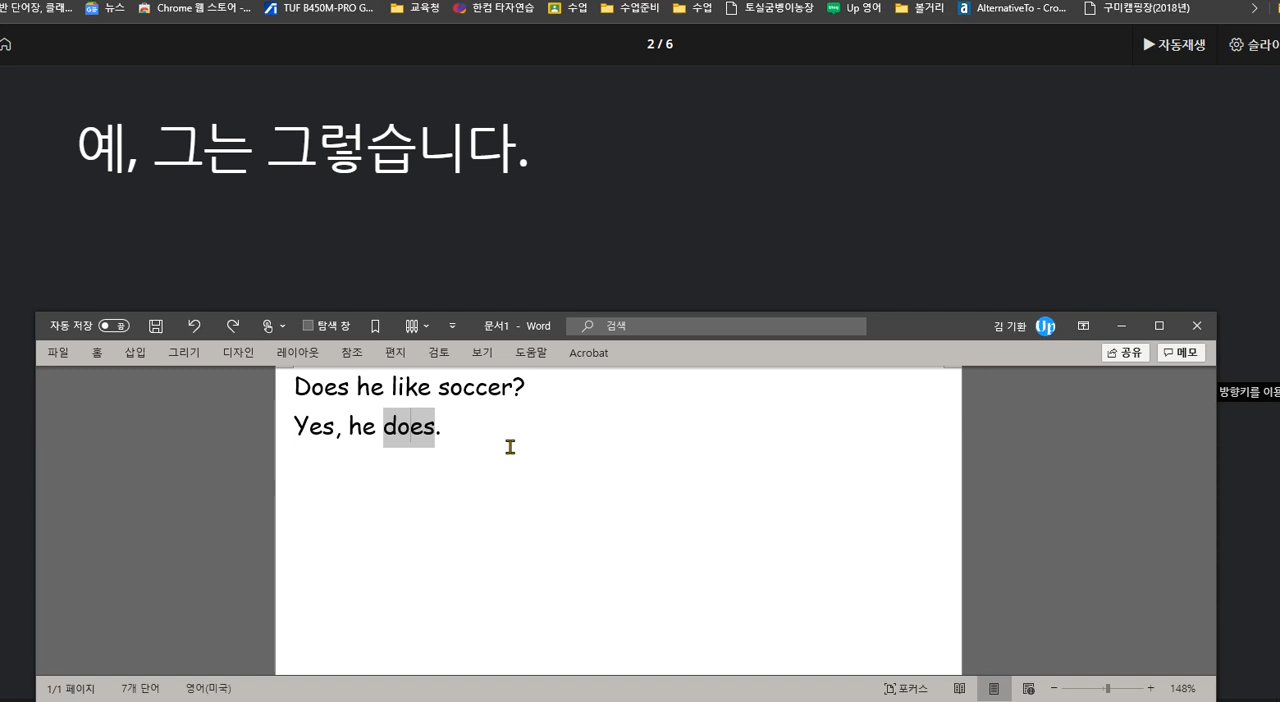 반 단어장, 클래... 뉴스 Chrome 웹 스토어 -... TUF B450M-PRO G... 교육청 한컴 타자연습 수업 수업준비 수업 토실굼벵이농장 Up 영어 볼거리 AlternativeTo - Cro... 구미캠핑장(2018년)
2 / 6 ▶ 자동재생 슬라이
예, 그는 그렇습니다.
자동 저장 끔 탐색 창 문서1 - Word 검색 김 기환 Up
파일 홈 삽입 그리기 디자인 레이아웃 참조 편지 검토 보기 도움말 Acrobat 공유 메모
Does he like soccer?
방향키를 이용
Yes, he does.
1/1 페이지 7개 단어 영어(미국) 포커스 − + 148%